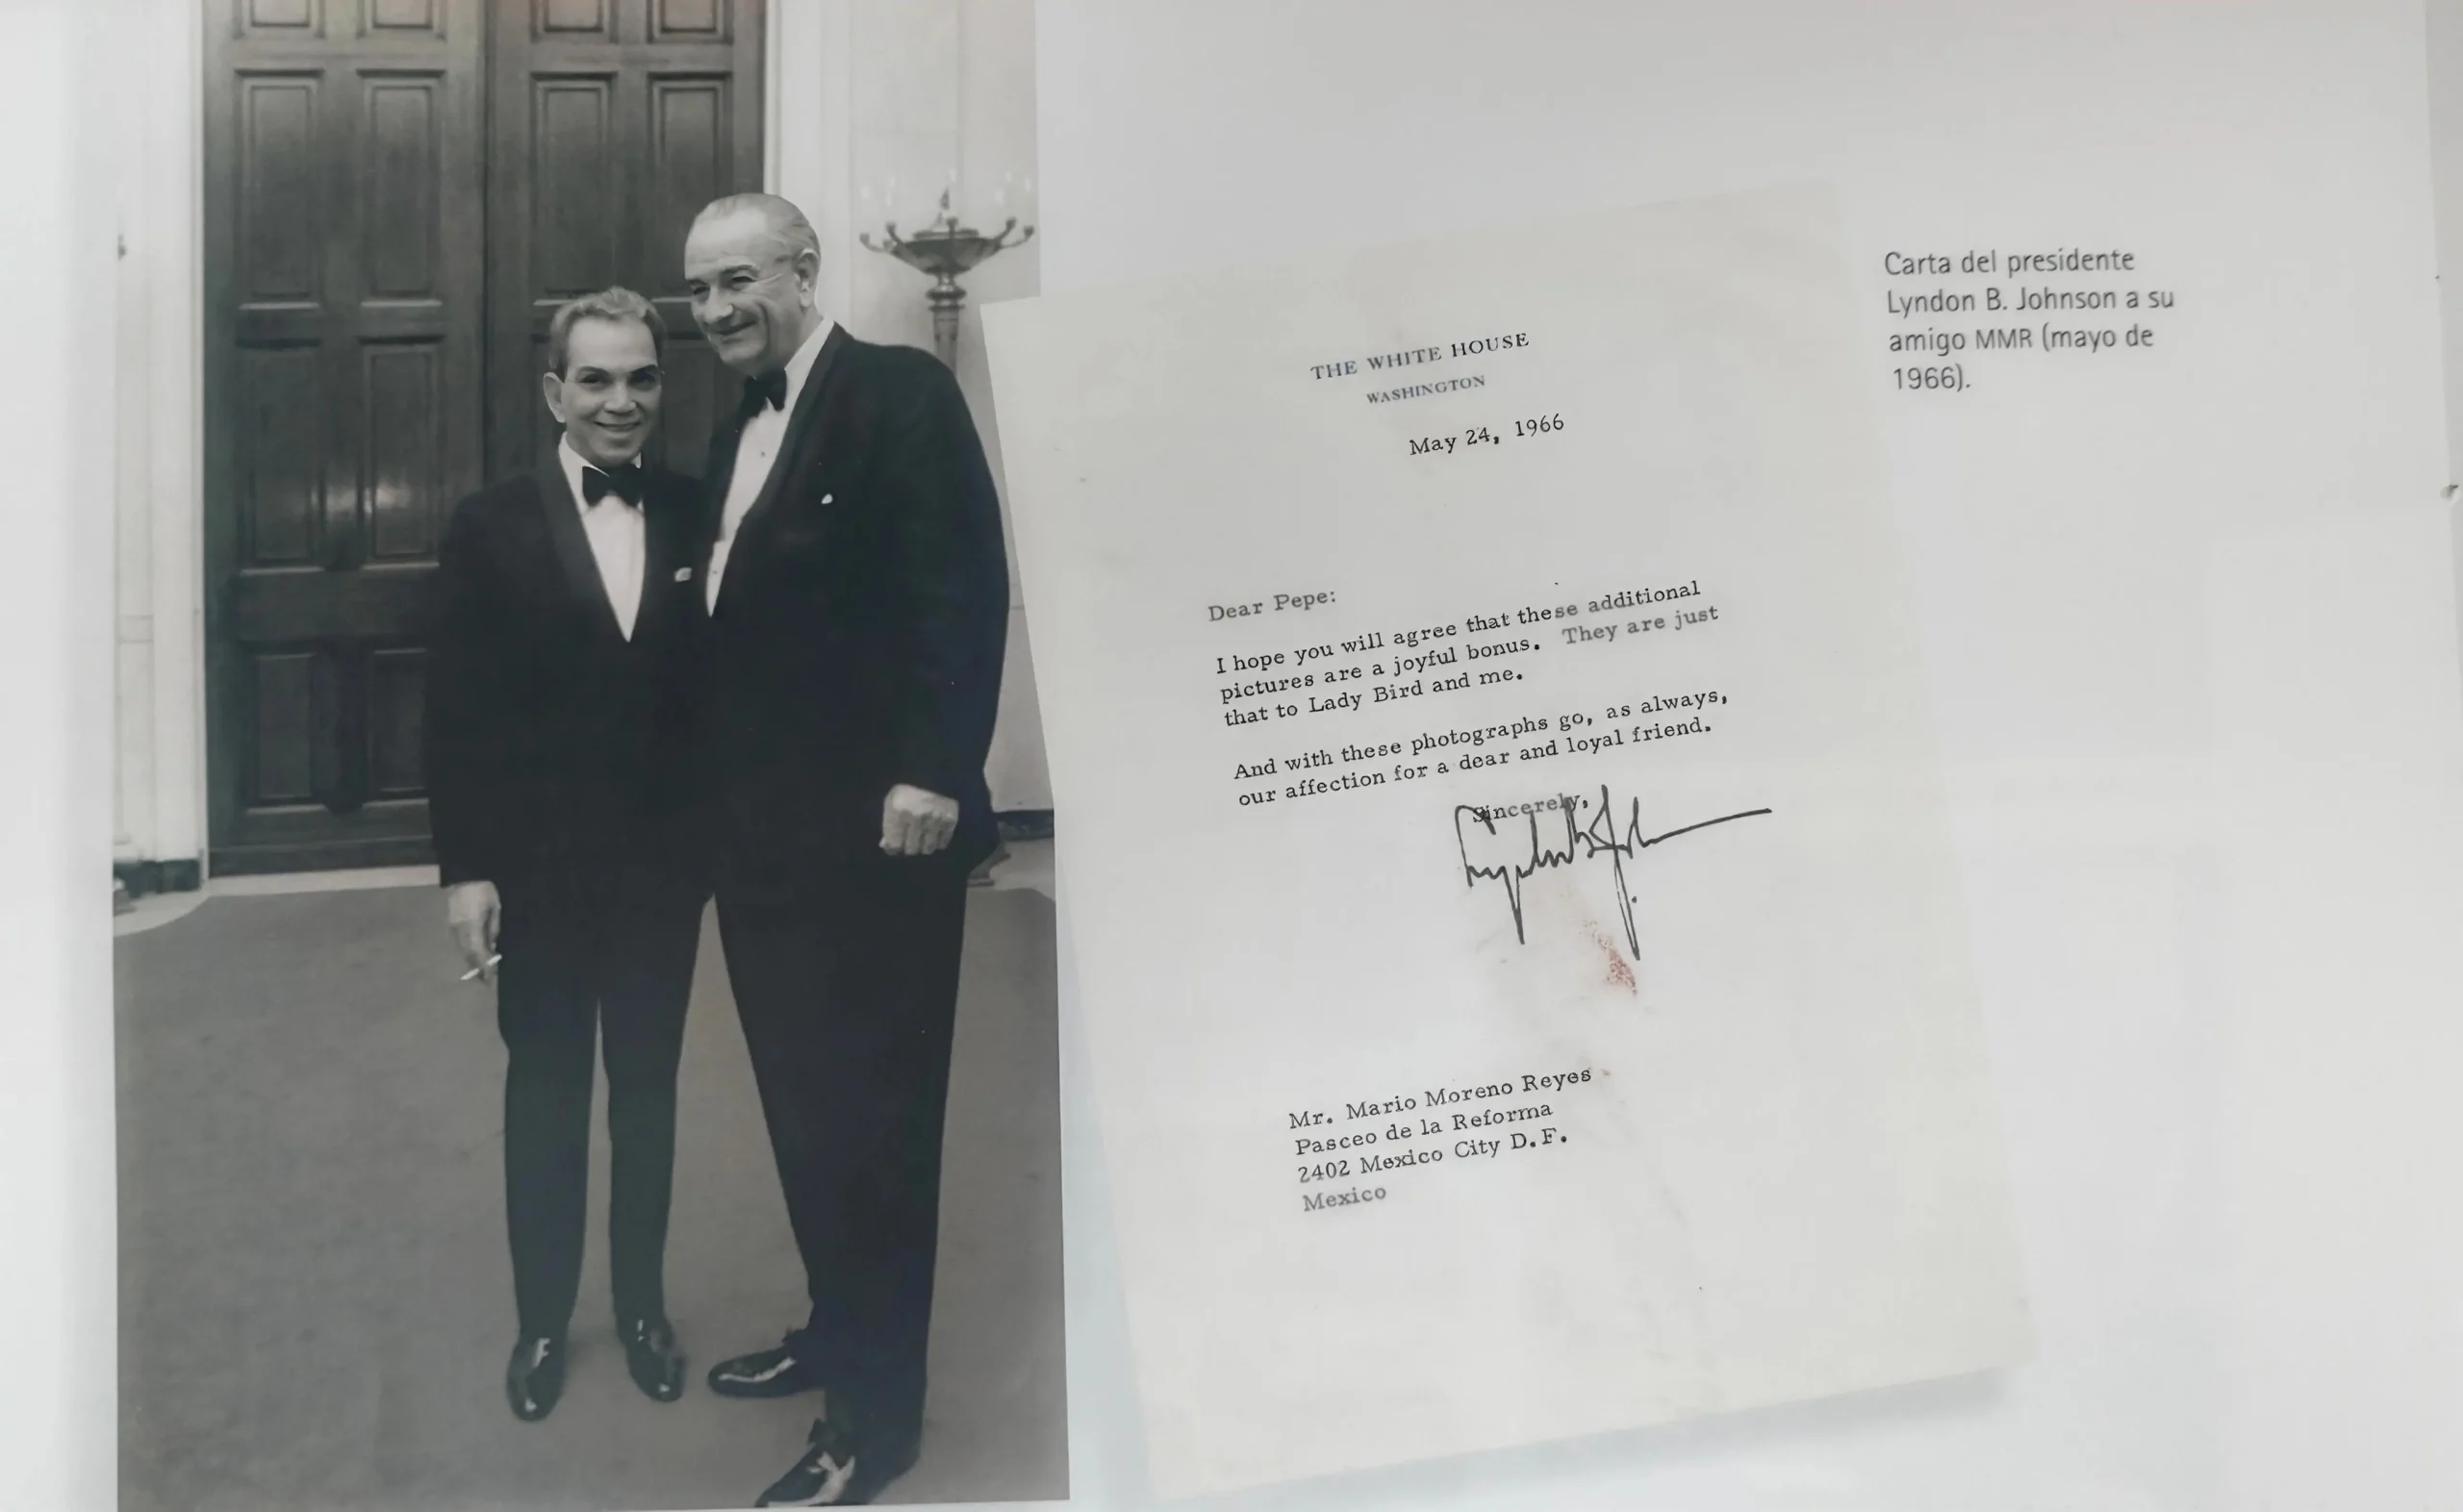 THE WHITE HOUSE
WASHINGTON
May 24, 1966
Dear Pepe:
I hope you will agree that these additional
pictures are a joyful bonus. They are just
that to Lady Bird and me.
And with these photographs go, as always,
our affection for a dear and loyal friend.
Sincerely,
Mr. Mario Moreno Reyes
Pasceo de la Reforma
2402 Mexico City D.F.
Mexico
Carta del presidente
Lyndon B. Johnson a su
amigo MMR (mayo de
1966).